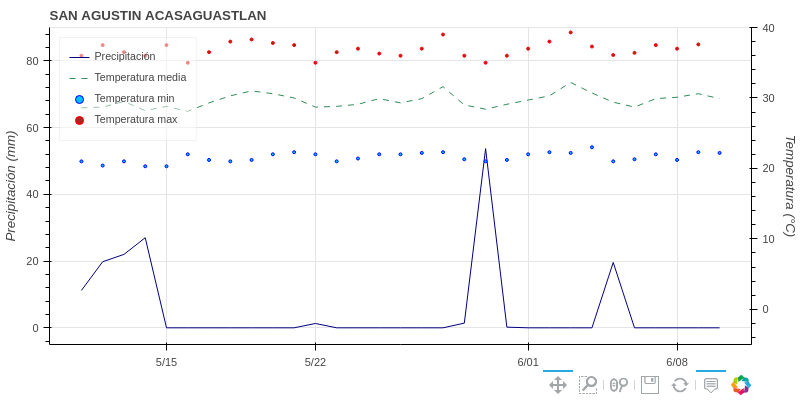 SAN AGUSTIN ACASAGUASTLAN
Precipitación
Temperatura media
Temperatura min
Temperatura max
Precipitación (mm)
80
60
40
20
0
40
30
20
10
0
Temperatura (°C)
5/15
5/22
6/01
6/08